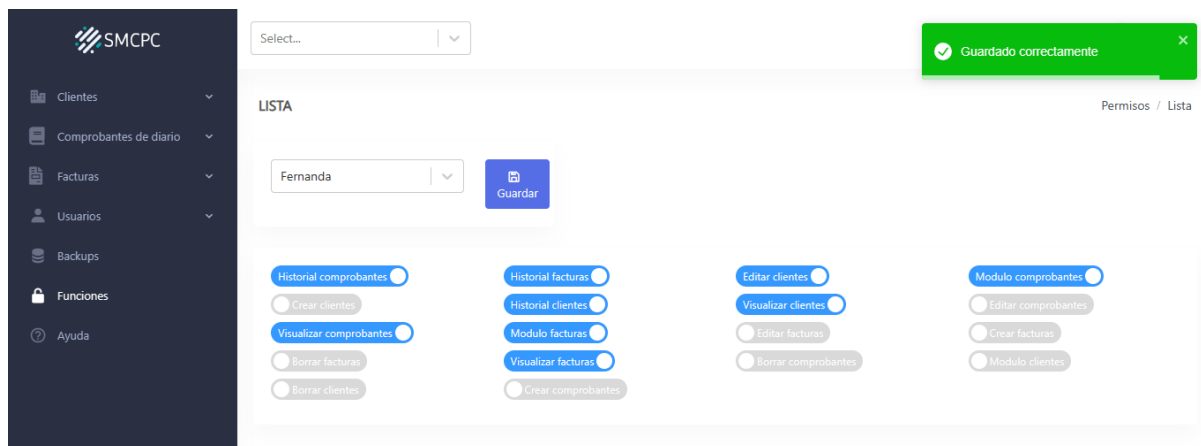 SMCPC
Clientes
Comprobantes de diario
Facturas
Usuarios
Backups
Funciones
Ayuda
Select...
Guardado correctamente
LISTA
Permisos / Lista
Fernanda
Guardar
Historial comprobantes
Historial facturas
Editar clientes
Modulo comprobantes
Crear clientes
Historial clientes
Visualizar clientes
Editar comprobantes
Visualizar comprobantes
Modulo facturas
Editar facturas
Crear facturas
Borrar facturas
Visualizar facturas
Borrar comprobantes
Modulo clientes
Borrar clientes
Crear comprobantes